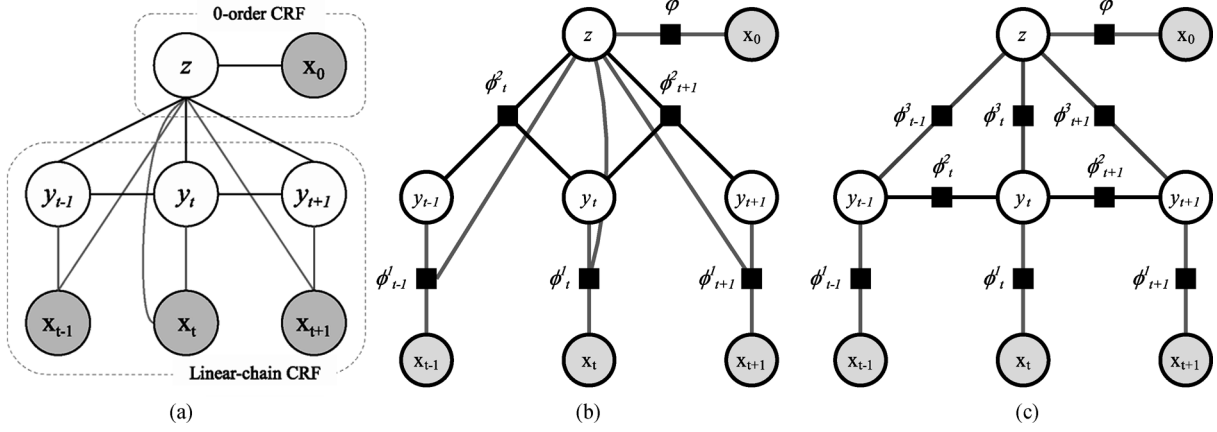 0-order CRF
z
x₀
yₜ₋₁
yₜ
yₜ₊₁
xₜ₋₁
xₜ
xₜ₊₁
Linear-chain CRF
(a)
φ
z
x₀
ϕ²ₜ
ϕ²ₜ₊₁
yₜ₋₁
yₜ
yₜ₊₁
ϕ¹ₜ₋₁
ϕ¹ₜ
ϕ¹ₜ₊₁
xₜ₋₁
xₜ
xₜ₊₁
(b)
φ
z
x₀
ϕ³ₜ₋₁
ϕ³ₜ
ϕ³ₜ₊₁
ϕ²ₜ
ϕ²ₜ₊₁
yₜ₋₁
yₜ
yₜ₊₁
ϕ¹ₜ₋₁
ϕ¹ₜ
ϕ¹ₜ₊₁
xₜ₋₁
xₜ
xₜ₊₁
(c)